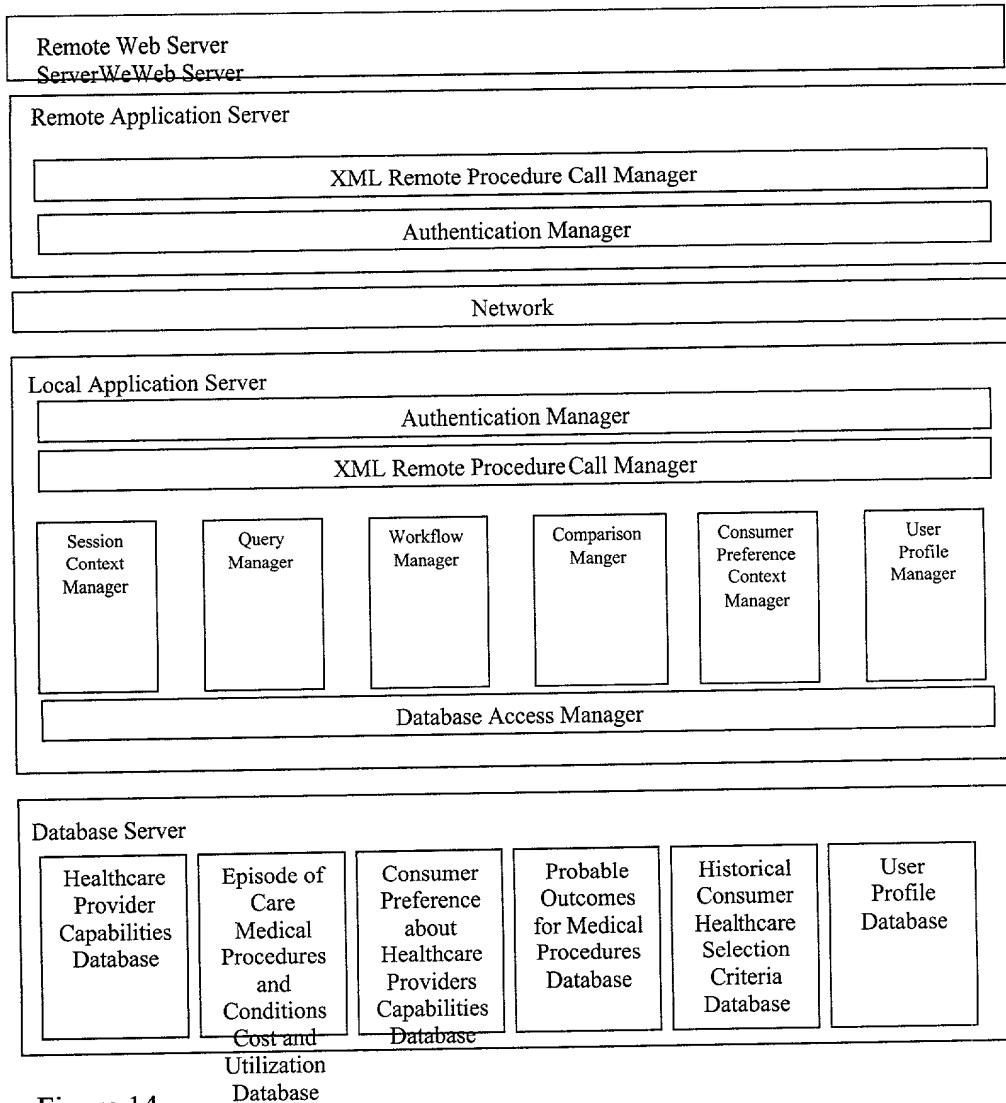 Remote Web Server
ServerWeWeb Server
Remote Application Server
XML Remote Procedure Call Manager
Authentication Manager
Network
Local Application Server
Authentication Manager
XML Remote Procedure Call Manager
Session
Context
Manager
Query
Manager
Workflow
Manager
Comparison
Manger
Consumer
Preference
Context
Manager
User
Profile
Manager
Database Access Manager
Database Server
Healthcare
Provider
Capabilities
Database
Episode of
Care
Medical
Procedures
and
Conditions
Cost and
Utilization
Database
Consumer
Preference
about
Healthcare
Providers
Capabilities
Database
Probable
Outcomes
for Medical
Procedures
Database
Historical
Consumer
Healthcare
Selection
Criteria
Database
User
Profile
Database
Figure 14